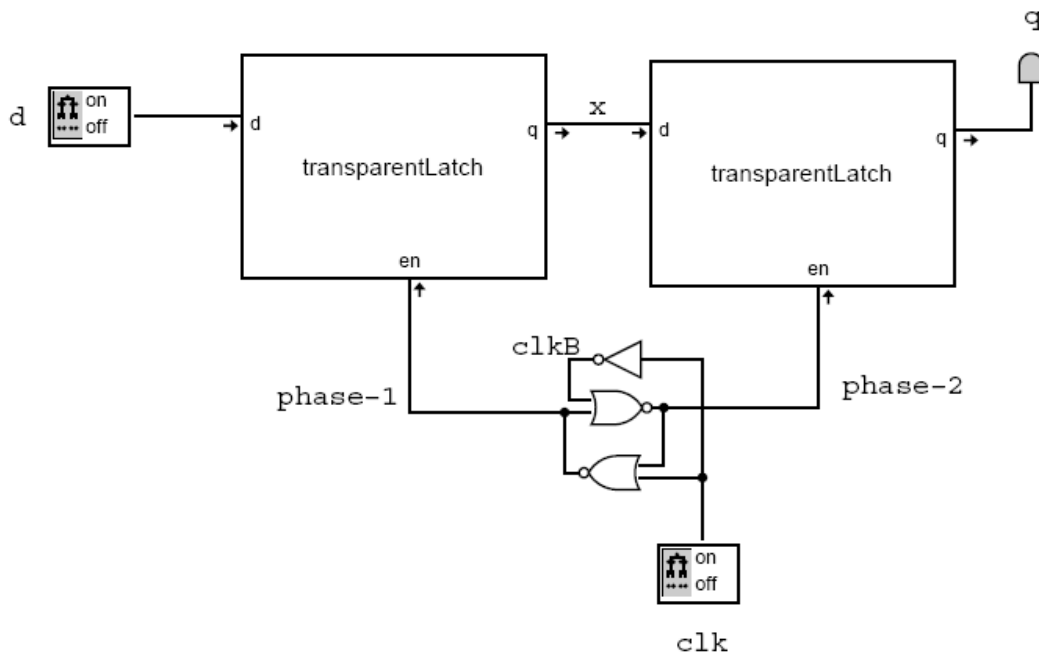 q
d
on
off
d
q
transparentLatch
en
x
d
q
transparentLatch
en
clkB
phase-1
phase-2
on
off
clk